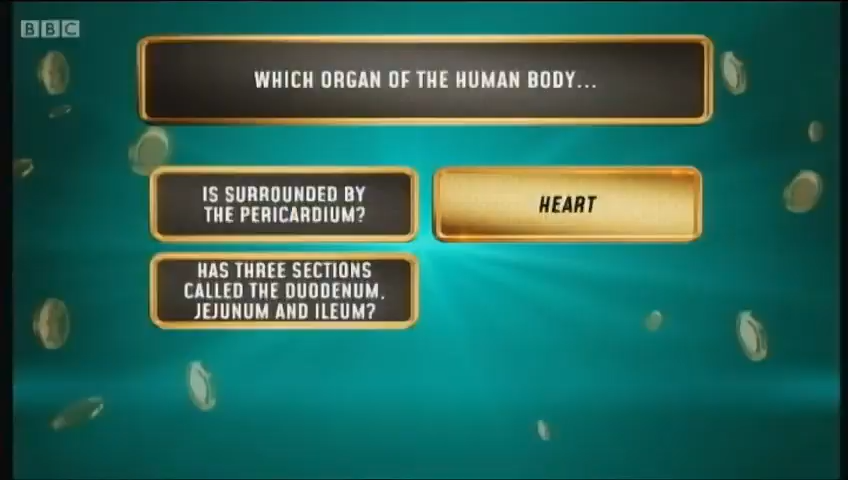 BBC
WHICH ORGAN OF THE HUMAN BODY...
IS SURROUNDED BY
THE PERICARDIUM?
HEART
HAS THREE SECTIONS
CALLED THE DUODENUM,
JEJUNUM AND ILEUM?